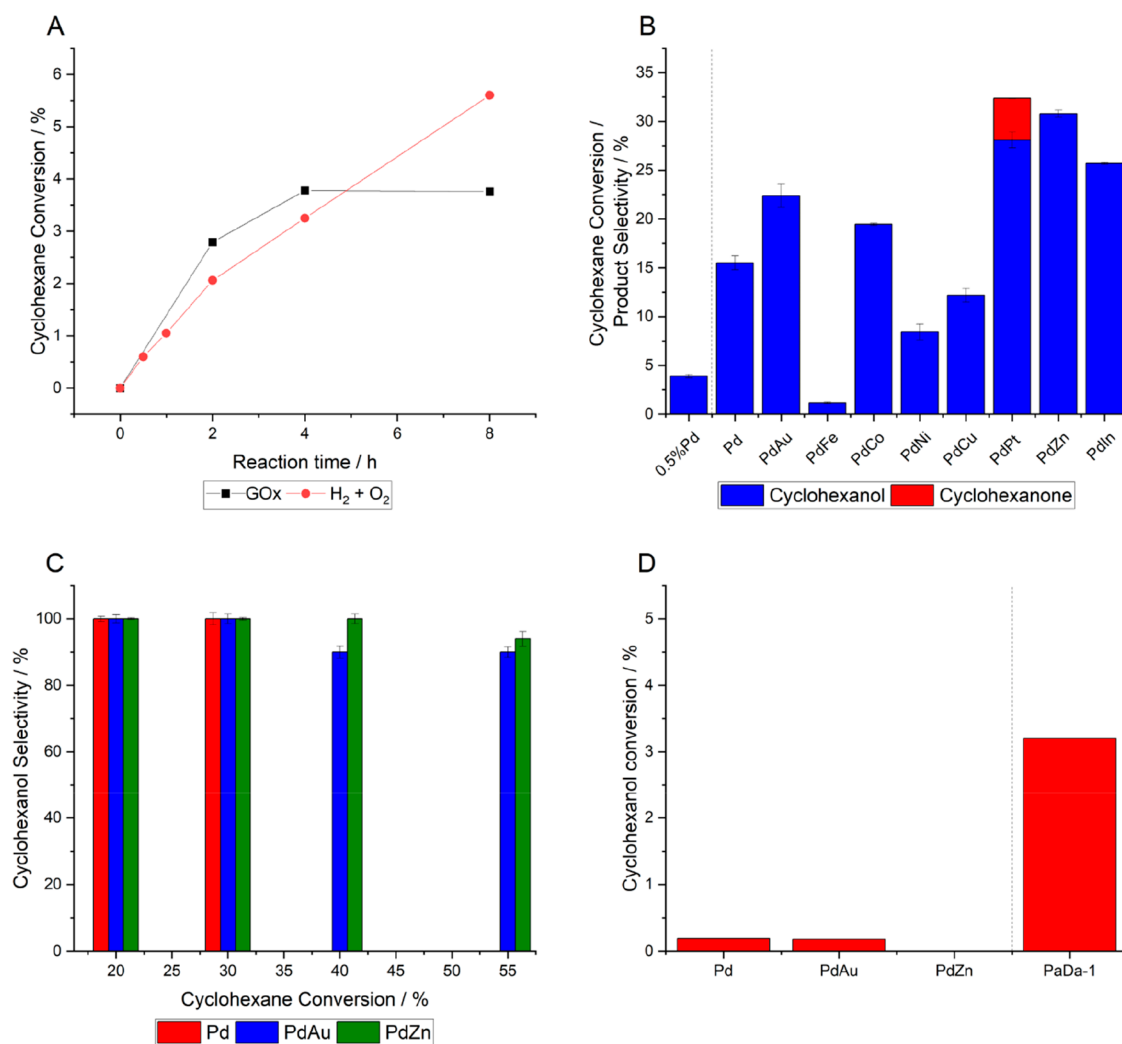 A
Cyclohexane Conversion / %
6
5
4
3
2
1
0
0 2 4 6 8
Reaction time / h
GOx H₂ + O₂
B
Cyclohexane Conversion /
Product Selectivity / %
35
30
25
20
15
10
5
0
0.5%Pd Pd PdAu PdFe PdCo PdNi PdCu PdPt PdZn PdIn
Cyclohexanol Cyclohexanone
C
Cyclohexanol Selectivity / %
100
80
60
40
20
0
20 25 30 35 40 45 50 55
Cyclohexane Conversion / %
Pd PdAu PdZn
D
Cyclohexanol conversion / %
5
4
3
2
1
0
Pd PdAu PdZn PaDa-1